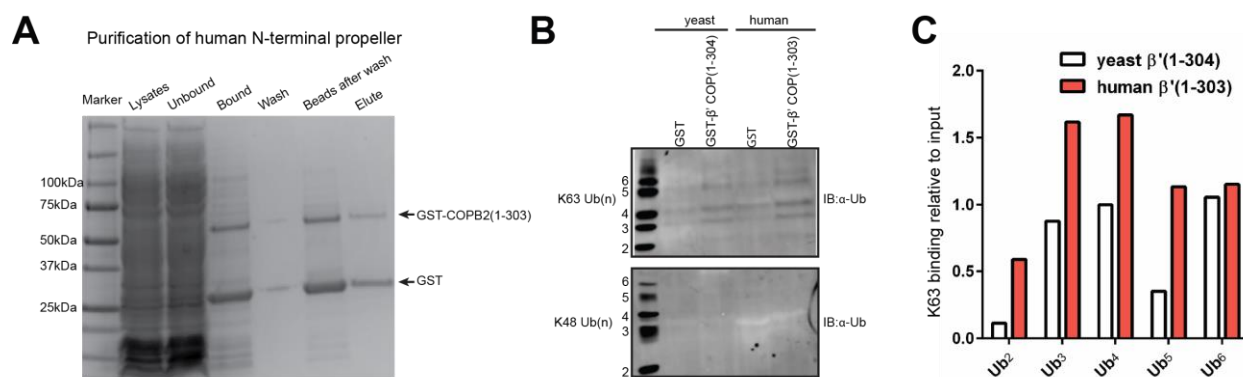 A
Purification of human N-terminal propeller
Marker
Lysates
Unbound
Bound
Wash
Beads after wash
Elute
100kDa
75kDa
50kDa
37kDa
25kDa
GST-COPB2(1-303)
GST
B
yeast
human
GST
GST-β' COP(1-304)
GST
GST-β' COP(1-303)
K63 Ub(n)
6
5
4
3
2
IB:α-Ub
K48 Ub(n)
6
5
4
3
2
IB:α-Ub
C
yeast β'(1-304)
human β'(1-303)
K63 binding relative to input
2.0
1.5
1.0
0.5
0.0
Ub2
Ub3
Ub4
Ub5
Ub6